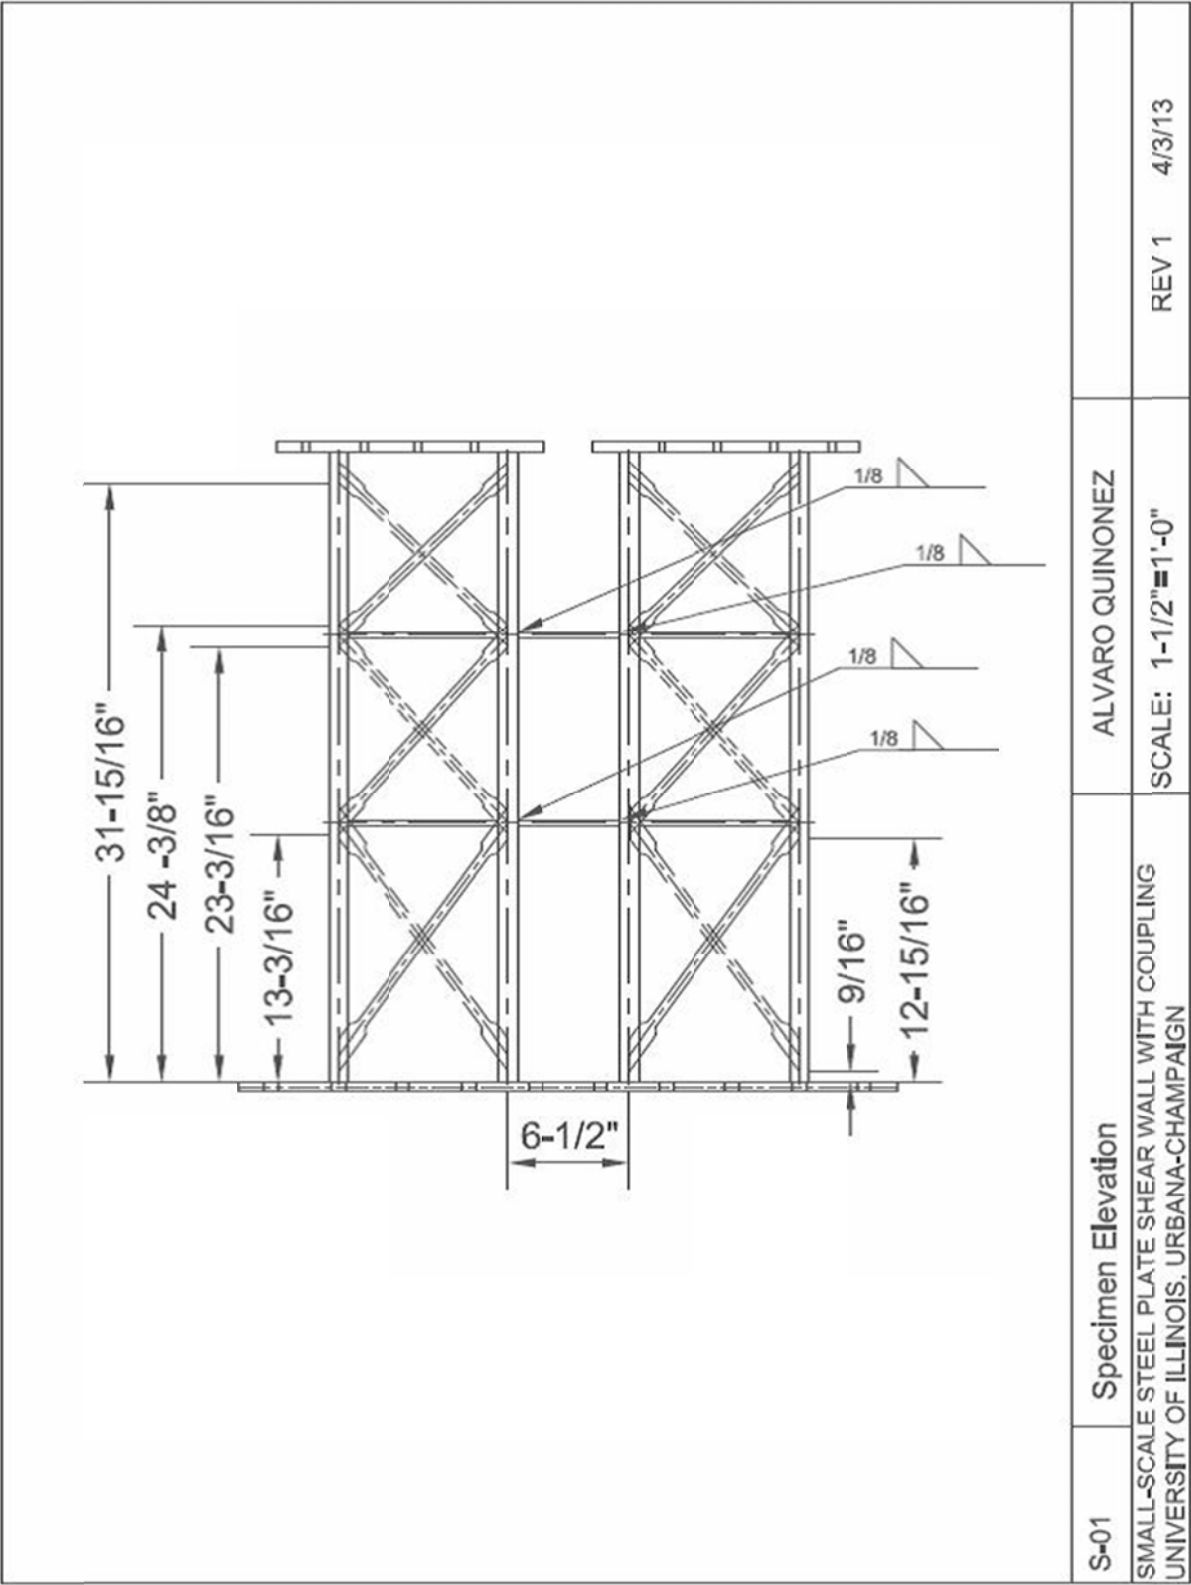 1/8
1/8
1/8
1/8
31-15/16"
24 -3/8"
23-3/16"
13-3/16"
9/16"
12-15/16"
6-1/2"
S-01
Specimen Elevation
ALVARO QUINONEZ
SMALL-SCALE STEEL PLATE SHEAR WALL WITH COUPLING
UNIVERSITY OF ILLINOIS, URBANA-CHAMPAIGN
SCALE: 1-1/2"=1'-0"
REV 1 4/3/13